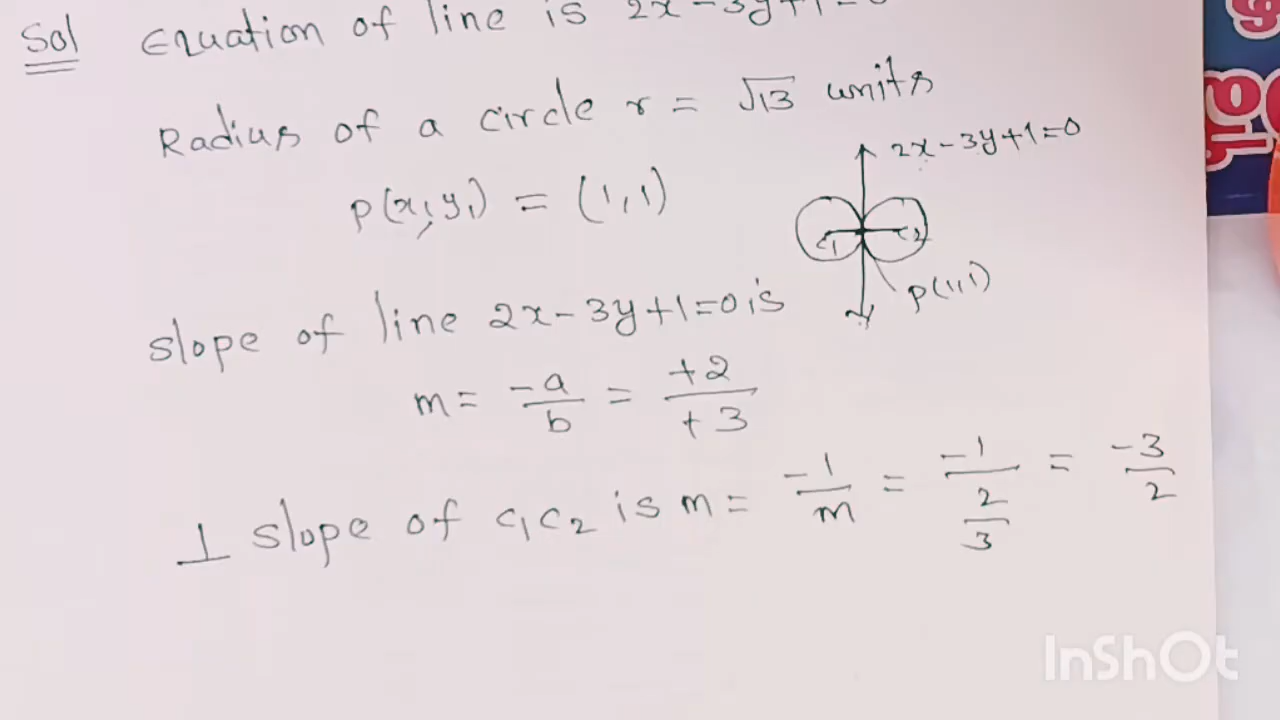 Sol Equation of line is 2x-3y+1=0
Radius of a circle r = √13 units
P(x1, y1) = (1,1)
2x-3y+1=0
C1 C2
P(1,1)
slope of line 2x-3y+1=0 is
m = -a/b = +2/+3
⊥ slope of C1C2 is m = -1/m = -1/(2/3) = -3/2
InShOt